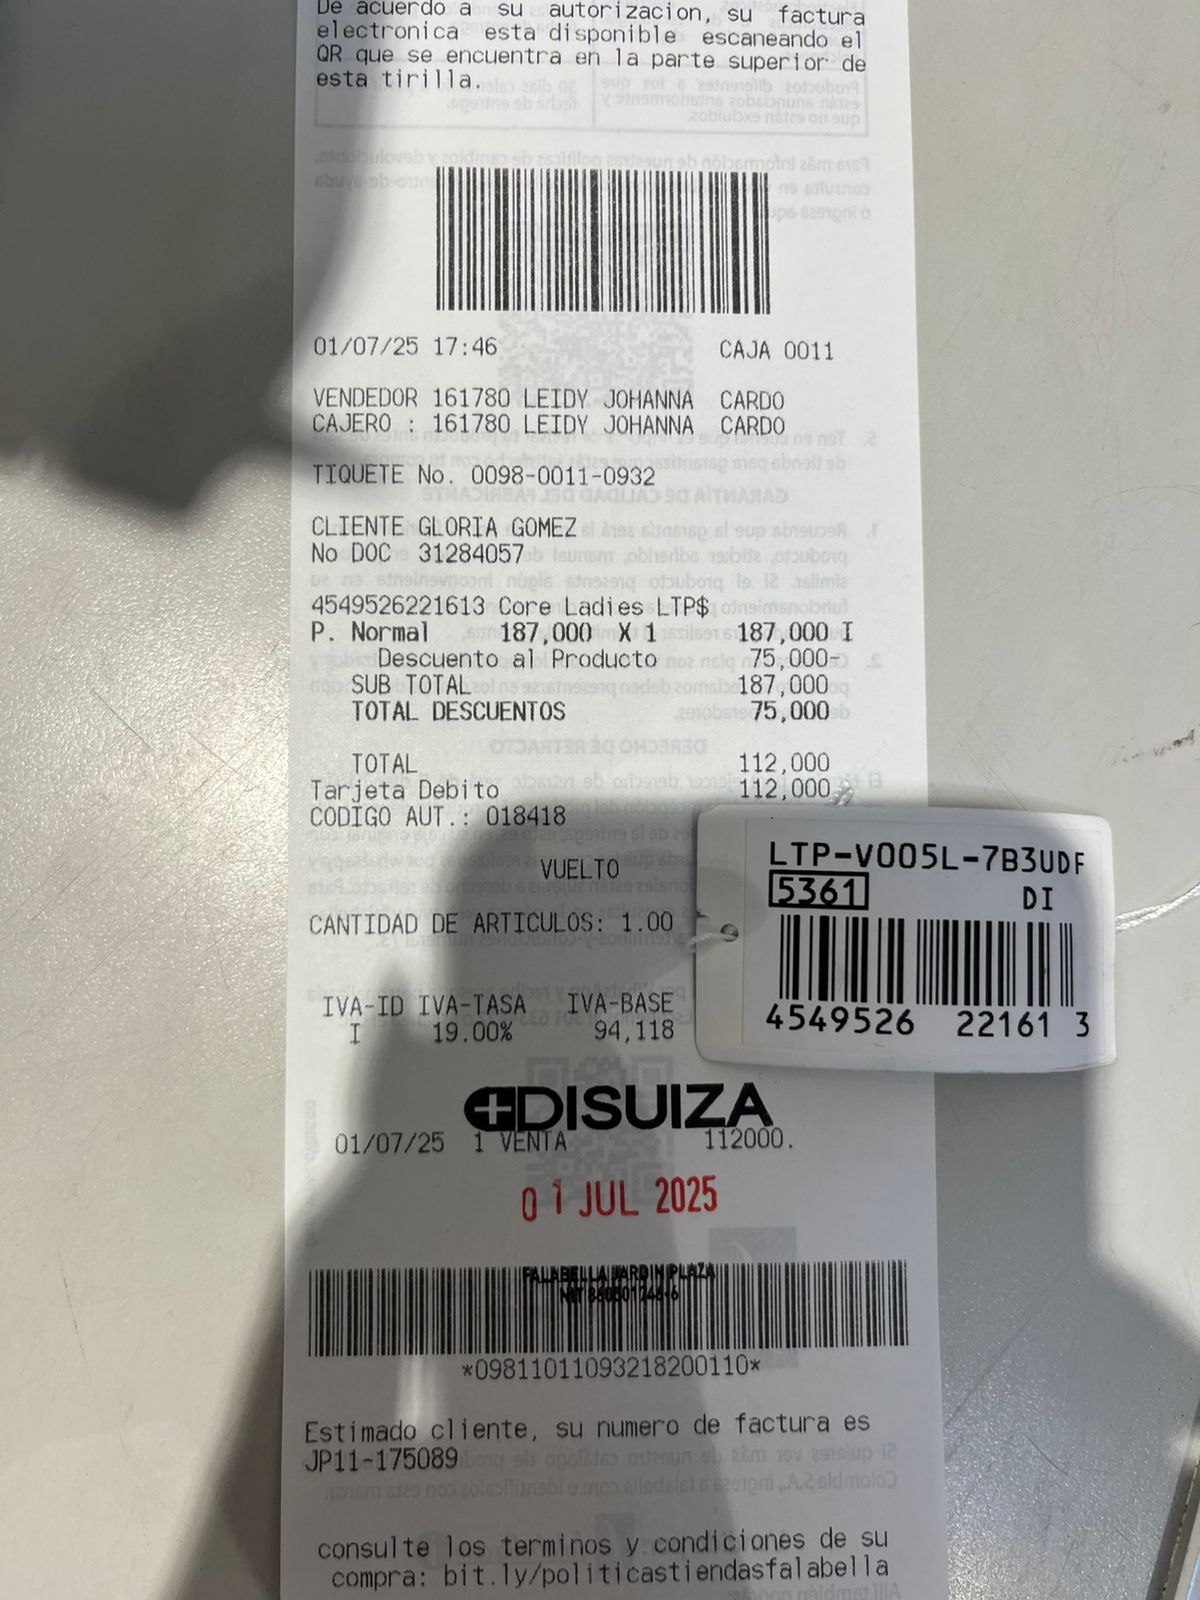 De acuerdo a su autorizacion, su factura
electronica esta disponible escaneando el
QR que se encuentra en la parte superior de
esta tirilla.
01/07/25 17:46 CAJA 0011
VENDEDOR 161780 LEIDY JOHANNA CARDO
CAJERO : 161780 LEIDY JOHANNA CARDO
TIQUETE No. 0098-0011-0932
CLIENTE GLORIA GOMEZ
No DOC 31284057
4549526221613 Core Ladies LTP$
P. Normal 187,000 X 1 187,000 I
Descuento al Producto 75,000-
SUB TOTAL 187,000
TOTAL DESCUENTOS 75,000
TOTAL 112,000
Tarjeta Debito 112,000
CODIGO AUT.: 018418
VUELTO
CANTIDAD DE ARTICULOS: 1.00
IVA-ID IVA-TASA IVA-BASE
I 19.00% 94,118
LTP-V005L-7B3UDF
5361 DI
4549526 22161 3
DISUIZA
01/07/25 1 VENTA 112000.
01 JUL 2025
FALABELLA JARDIN PLAZA
NIT
*098110110932182001​10*
Estimado cliente, su numero de factura es
JP11-175089
consulte los terminos y condiciones de su
compra: bit.ly/politicastiendasfalabella